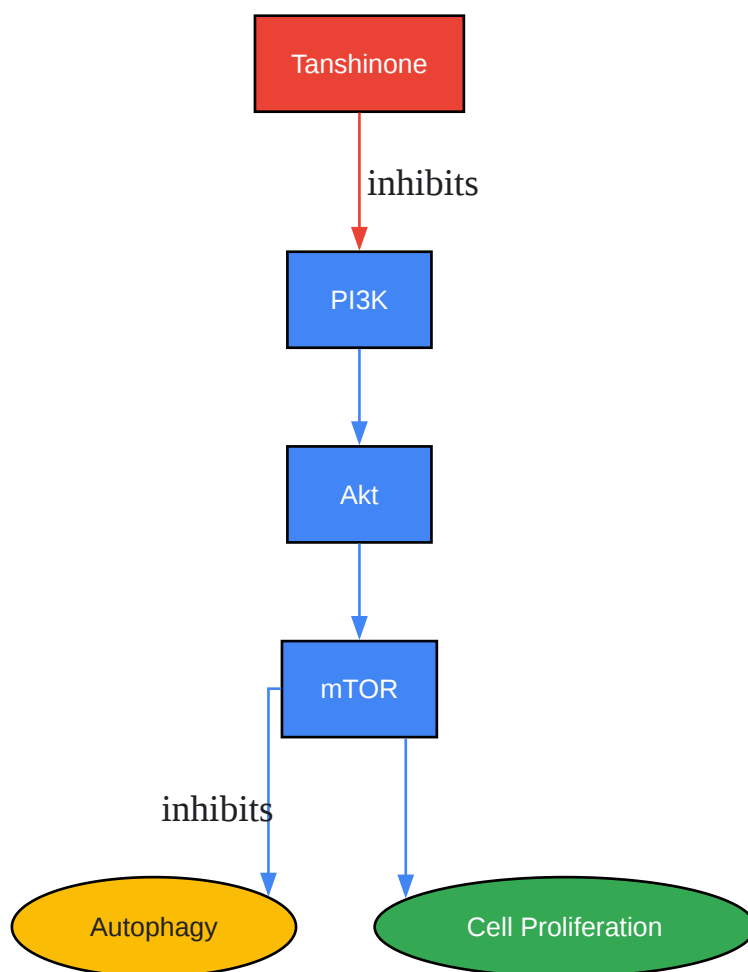 Tanshinone
inhibits
PI3K
Akt
mTOR
inhibits
Autophagy
Cell Proliferation